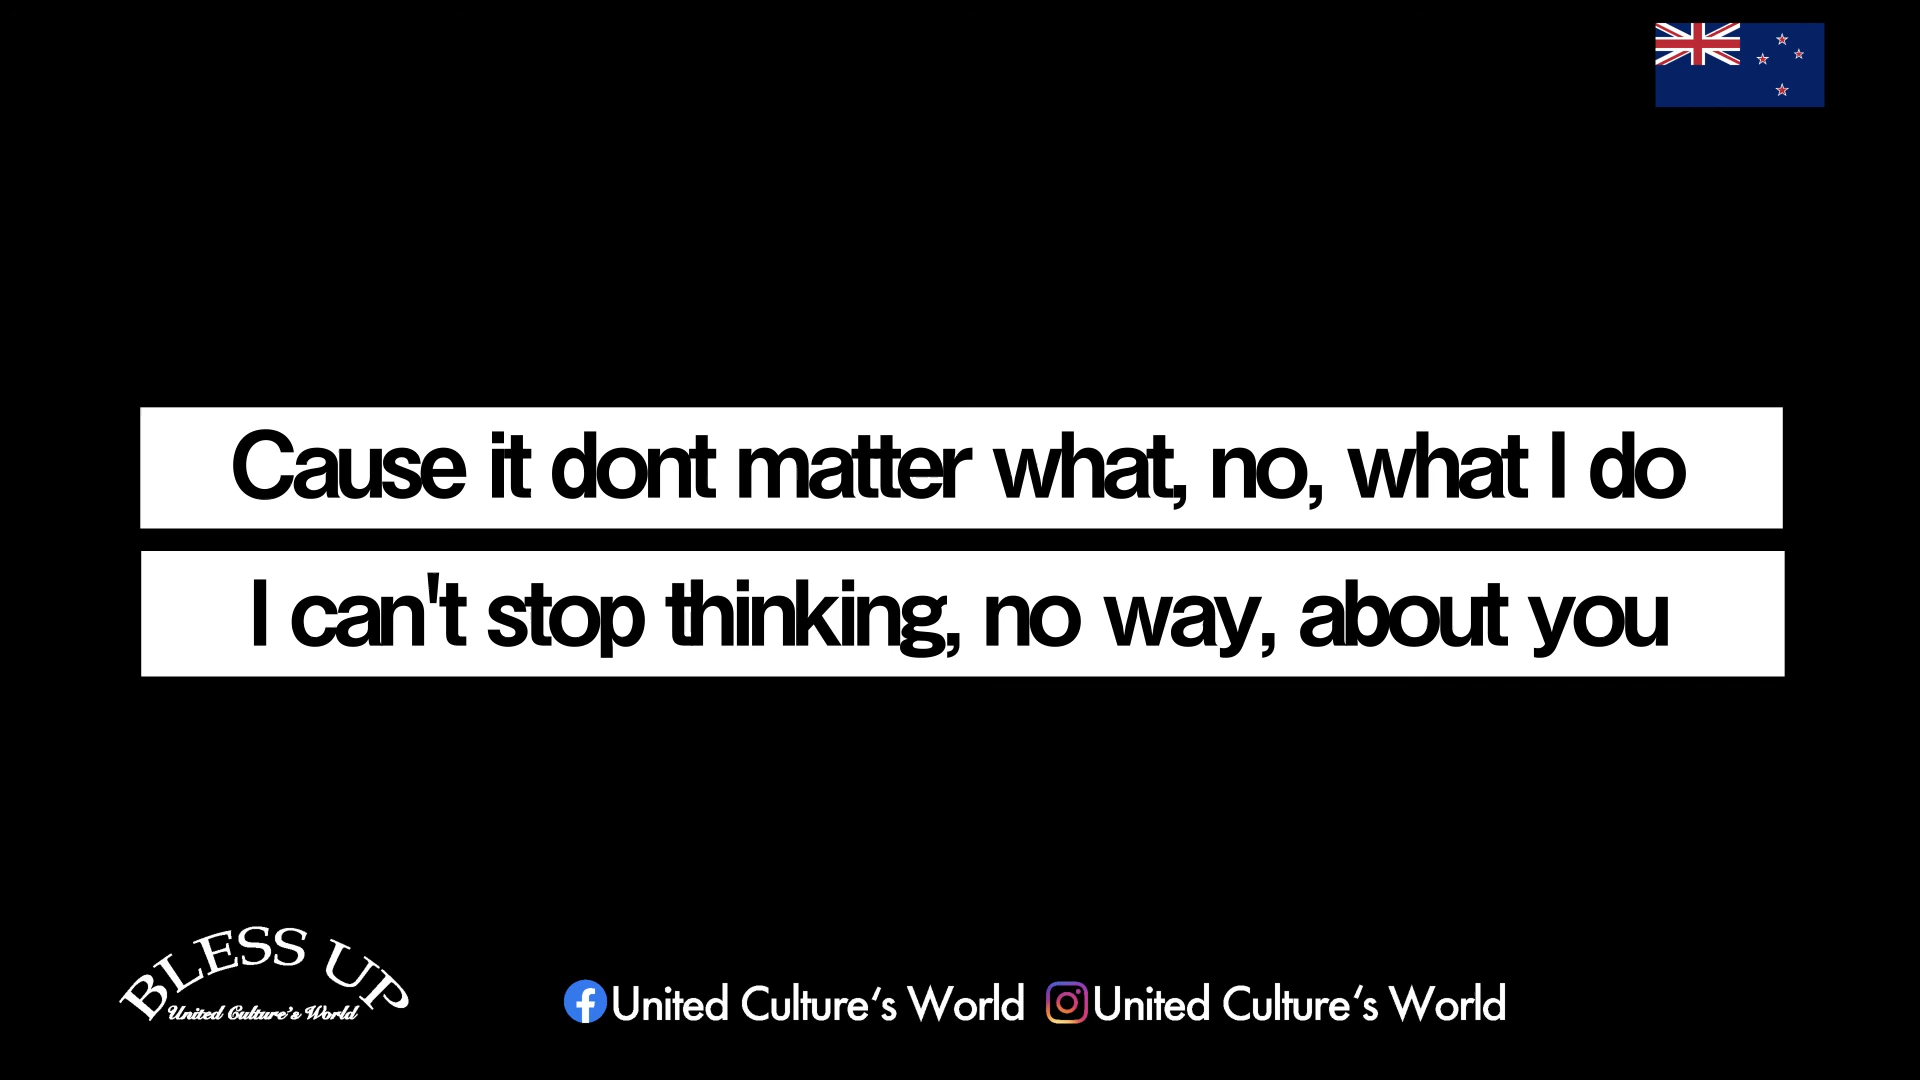 Cause it dont matter what, no, what I do
I can't stop thinking, no way, about you
BLESS UP
United Culture's World
United Culture's World United Culture's World